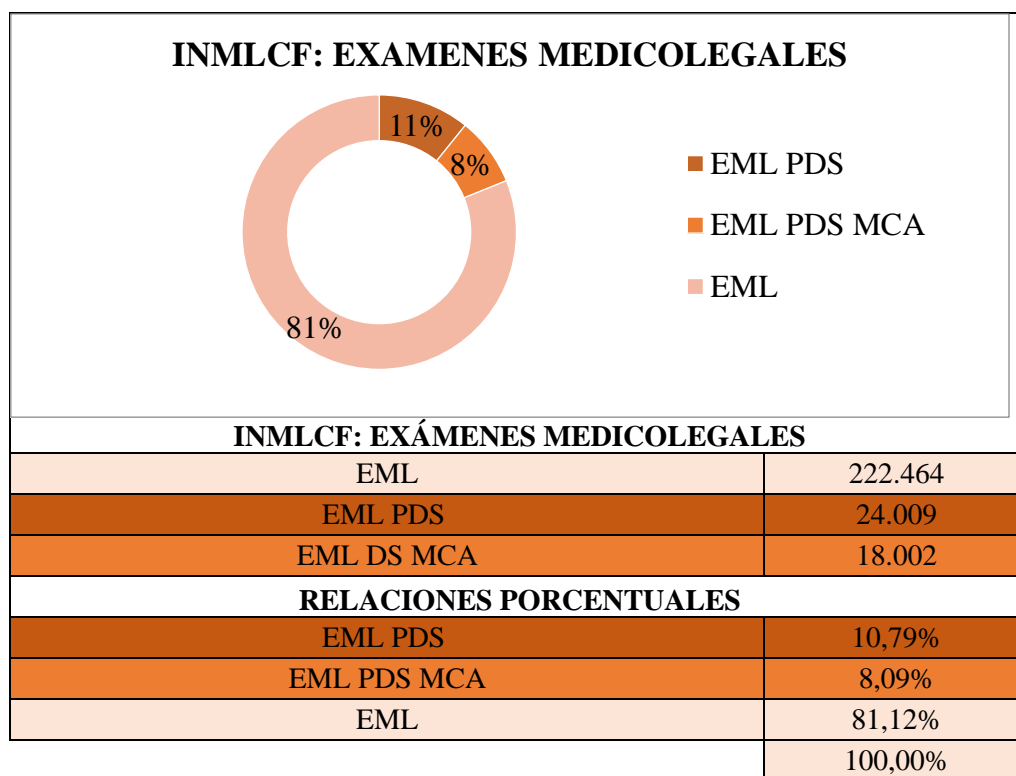 INMLCF: EXAMENES MEDICOLEGALES
11%
8%
81%
EML PDS
EML PDS MCA
EML
INMLCF: EXÁMENES MEDICOLEGALES
EML 222.464
EML PDS 24.009
EML DS MCA 18.002
RELACIONES PORCENTUALES
EML PDS 10,79%
EML PDS MCA 8,09%
EML 81,12%
100,00%